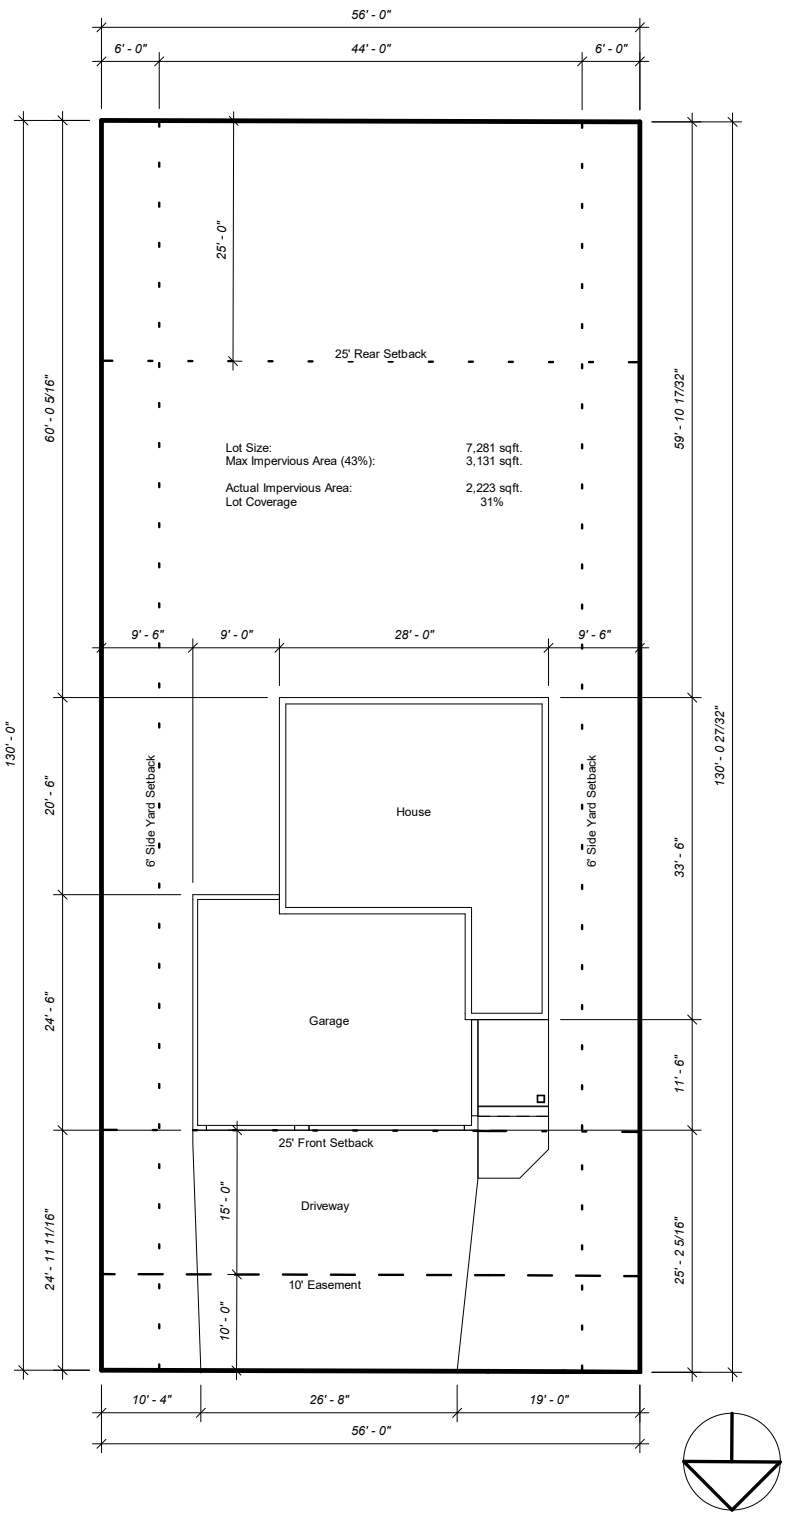 56' - 0"
6' - 0"
44' - 0"
6' - 0"
25' - 0"
25' Rear Setback
60' - 0 5/16"
59' - 10 17/32"
Lot Size: 7,281 sqft.
Max Impervious Area (43%): 3,131 sqft.
Actual Impervious Area: 2,223 sqft.
Lot Coverage 31%
9' - 6"
9' - 0"
28' - 0"
9' - 6"
130' - 0"
20' - 6"
6' Side Yard Setback
House
6' Side Yard Setback
33' - 6"
130' - 0 27/32"
24' - 6"
Garage
11' - 6"
25' Front Setback
24' - 11 11/16"
15' - 0"
Driveway
25' - 2 5/16"
10' Easement
10' - 0"
10' - 4"
26' - 8"
19' - 0"
56' - 0"